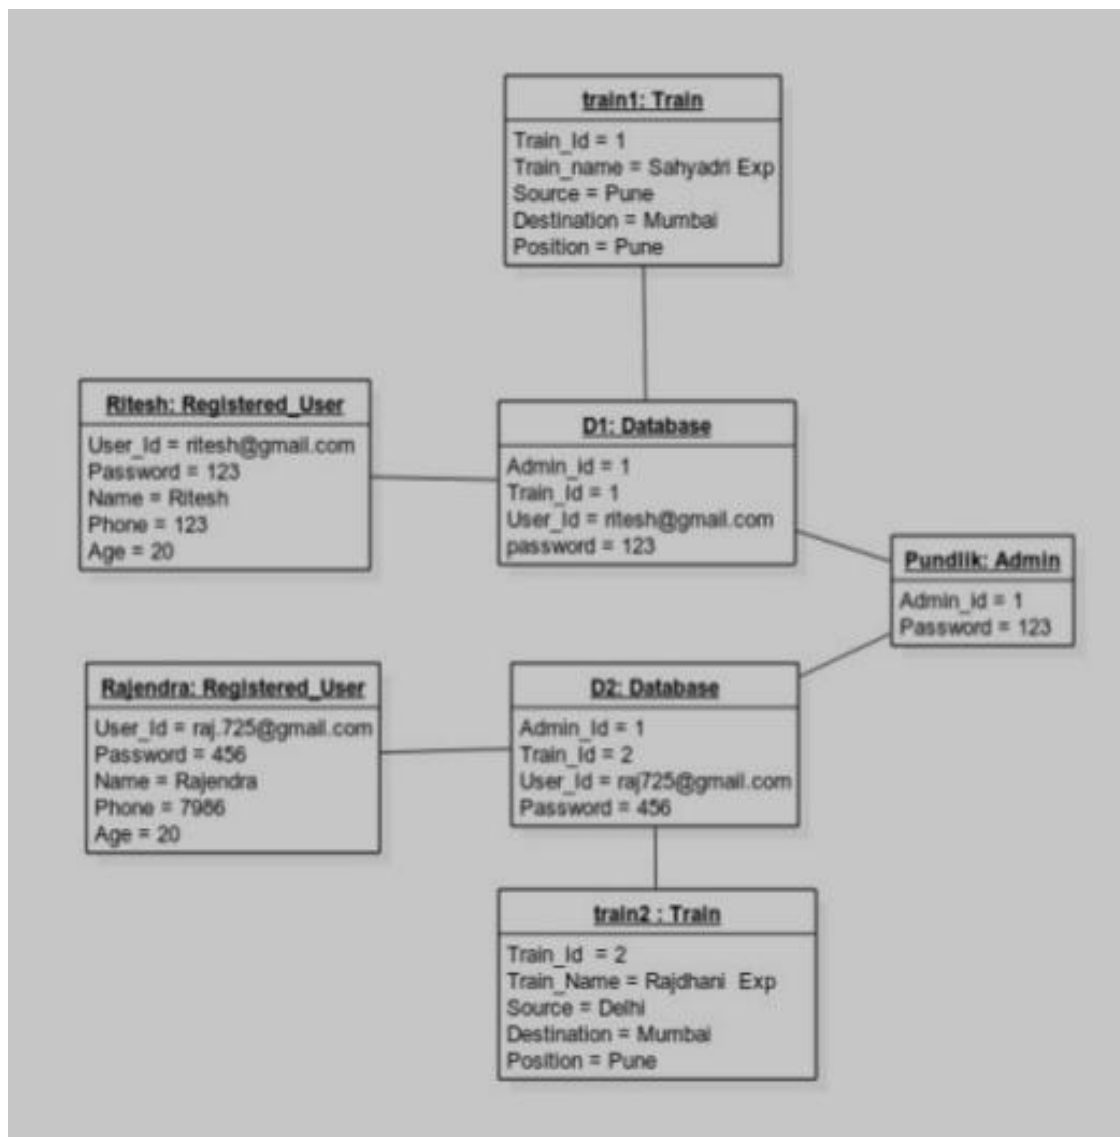 train1: Train
Train_Id = 1
Train_name = Sahyadri Exp
Source = Pune
Destination = Mumbai
Position = Pune
Ritesh: Registered_User
User_Id = ritesh@gmail.com
Password = 123
Name = Ritesh
Phone = 123
Age = 20
D1: Database
Admin_id = 1
Train_Id = 1
User_Id = ritesh@gmail.com
password = 123
Pundlik: Admin
Admin_id = 1
Password = 123
Rajendra: Registered_User
User_Id = raj.725@gmail.com
Password = 456
Name = Rajendra
Phone = 7986
Age = 20
D2: Database
Admin_Id = 1
Train_Id = 2
User_Id = raj725@gmail.com
Password = 456
train2 : Train
Train_Id  = 2
Train_Name = Rajdhani  Exp
Source = Delhi
Destination = Mumbai
Position = Pune